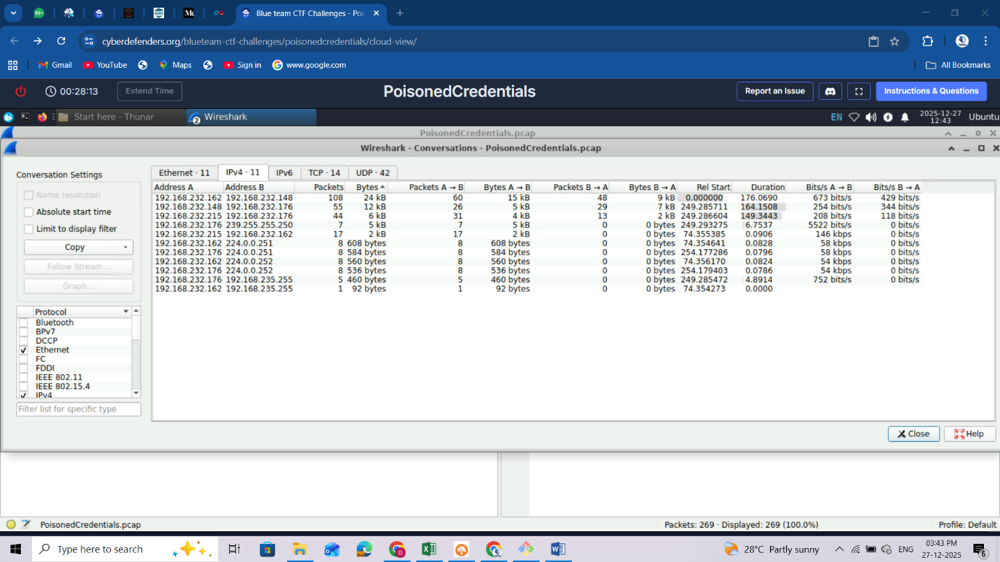 99+
Blue team CTF Challenges - Poi
cyberdefenders.org/blueteam-ctf-challenges/poisonedcredentials/cloud-view/
Gmail YouTube Maps Sign in www.google.com All Bookmarks
00:28:13 Extend Time PoisonedCredentials Report an Issue Instructions & Questions
Start here - Thunar 2 Wireshark EN 2025-12-27 12:43 Ubuntu
PoisonedCredentials.pcap
Wireshark · Conversations · PoisonedCredentials.pcap
Conversation Settings
Name resolution
Absolute start time
Limit to display filter
Copy
Follow Stream...
Graph...
Protocol
Bluetooth
BPv7
DCCP
Ethernet
FC
FDDI
IEEE 802.11
IEEE 802.15.4
IPv4
Filter list for specific type
Ethernet · 11 IPv4 · 11 IPv6 TCP · 14 UDP · 42
Address A Address B Packets Bytes Packets A → B Bytes A → B Packets B → A Bytes B → A Rel Start Duration Bits/s A → B Bits/s B → A
192.168.232.162 192.168.232.148 108 24 kB 60 15 kB 48 9 kB 0.000000 176.0690 673 bits/s 429 bits/s
192.168.232.148 192.168.232.176 55 12 kB 26 5 kB 29 7 kB 249.285711 164.1508 254 bits/s 344 bits/s
192.168.232.215 192.168.232.176 44 6 kB 31 4 kB 13 2 kB 249.286604 149.3443 208 bits/s 118 bits/s
192.168.232.176 239.255.255.250 7 5 kB 7 5 kB 0 0 bytes 249.293275 6.7537 5522 bits/s 0 bits/s
192.168.232.215 192.168.232.162 17 2 kB 17 2 kB 0 0 bytes 74.355385 0.0906 146 kbps 0 bits/s
192.168.232.162 224.0.0.251 8 608 bytes 8 608 bytes 0 0 bytes 74.354641 0.0828 58 kbps 0 bits/s
192.168.232.176 224.0.0.251 8 584 bytes 8 584 bytes 0 0 bytes 254.177286 0.0796 58 kbps 0 bits/s
192.168.232.162 224.0.0.252 8 560 bytes 8 560 bytes 0 0 bytes 74.356170 0.0824 54 kbps 0 bits/s
192.168.232.176 224.0.0.252 8 536 bytes 8 536 bytes 0 0 bytes 254.179403 0.0786 54 kbps 0 bits/s
192.168.232.176 192.168.235.255 5 460 bytes 5 460 bytes 0 0 bytes 249.285472 4.8914 752 bits/s 0 bits/s
192.168.232.162 192.168.235.255 1 92 bytes 1 92 bytes 0 0 bytes 74.354273 0.0000
Close Help
PoisonedCredentials.pcap Packets: 269 · Displayed: 269 (100.0%) Profile: Default
Type here to search 28°C Partly sunny ENG 03:43 PM 27-12-2025 6